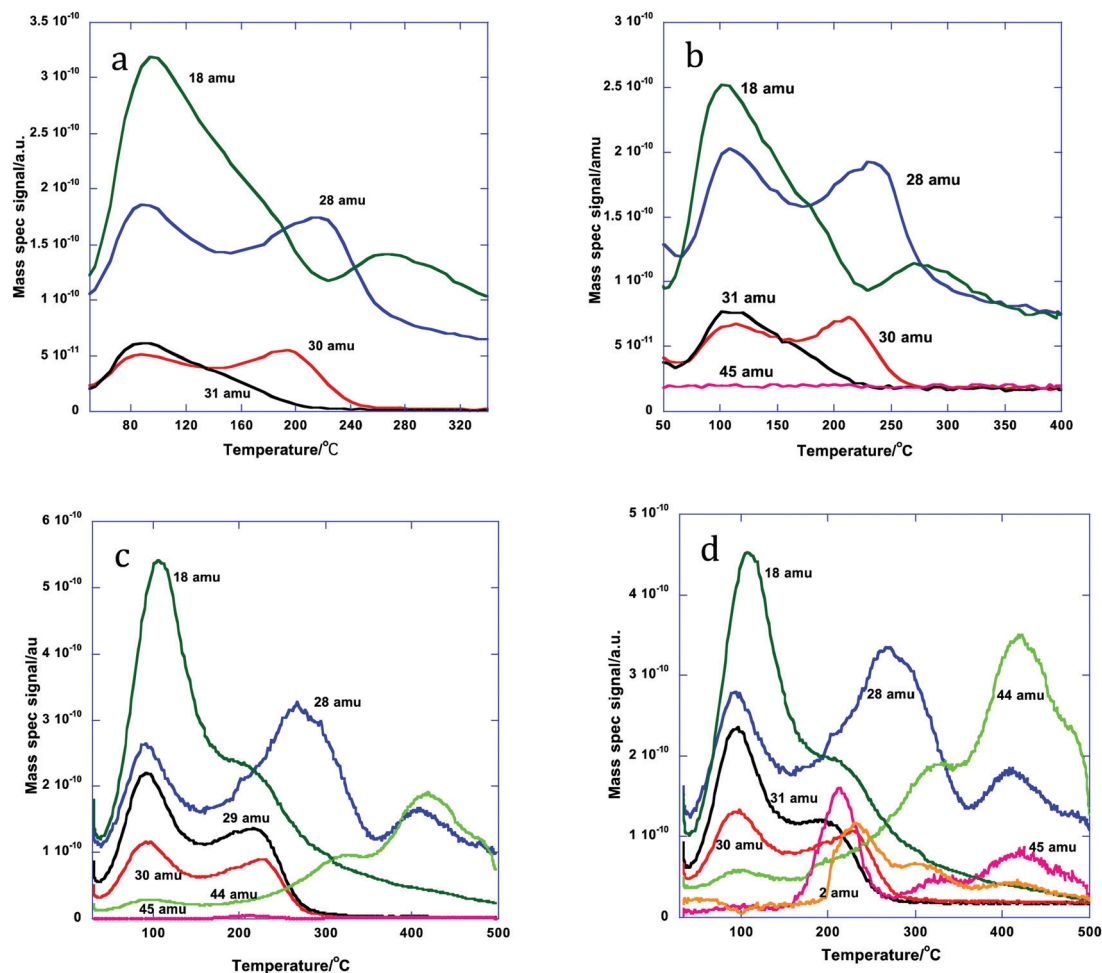 a
3.5 10⁻¹⁰
3 10⁻¹⁰
2.5 10⁻¹⁰
2 10⁻¹⁰
1.5 10⁻¹⁰
1 10⁻¹⁰
5 10⁻¹¹
0
Mass spec signal/a.u.
18 amu
28 amu
30 amu
31 amu
80 120 160 200 240 280 320
Temperature/°C
b
3 10⁻¹⁰
2.5 10⁻¹⁰
2 10⁻¹⁰
1.5 10⁻¹⁰
1 10⁻¹⁰
5 10⁻¹¹
0
Mass spec signal/amu
18 amu
28 amu
31 amu
30 amu
45 amu
50 100 150 200 250 300 350 400
Temperature/°C
c
6 10⁻¹⁰
5 10⁻¹⁰
4 10⁻¹⁰
3 10⁻¹⁰
2 10⁻¹⁰
1 10⁻¹⁰
0
Mass spec signal/au
18 amu
28 amu
29 amu
30 amu
44 amu
45 amu
100 200 300 400 500
Temperature/°C
d
5 10⁻¹⁰
4 10⁻¹⁰
3 10⁻¹⁰
2 10⁻¹⁰
1 10⁻¹⁰
0
Mass spec signal/a.u.
18 amu
28 amu
44 amu
31 amu
30 amu
45 amu
2 amu
100 200 300 400 500
Temperature/°C